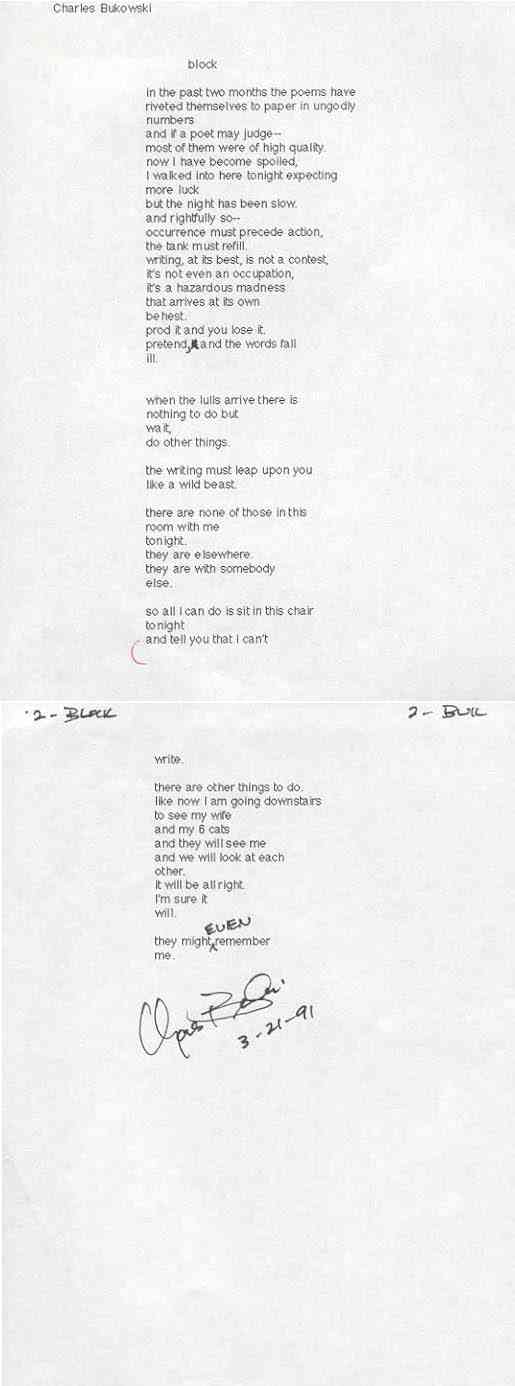 Charles Bukowski
block
in the past two months the poems have
riveted themselves to paper in ungodly
numbers
and if a poet may judge--
most of them were of high quality.
now I have become spoiled,
I walked into here tonight expecting
more luck
but the night has been slow.
and rightfully so--
occurrence must precede action,
the tank must refill.
writing, at its best, is not a contest,
it's not even an occupation,
it's a hazardous madness
that arrives at its own
behest.
prod it and you lose it.
pretend, and the words fall
ill.
when the lulls arrive there is
nothing to do but
wait,
do other things.
the writing must leap upon you
like a wild beast.
there are none of those in this
room with me
tonight.
they are elsewhere.
they are with somebody
else.
so all I can do is sit in this chair
tonight
and tell you that I can't
2- BLOCK 2- BUK
write.
there are other things to do.
like now I am going downstairs
to see my wife
and my 6 cats
and they will see me
and we will look at each
other.
it will be all right.
I'm sure it
will.
they might EVEN remember
me.
Charles Bukowski
3-21-91